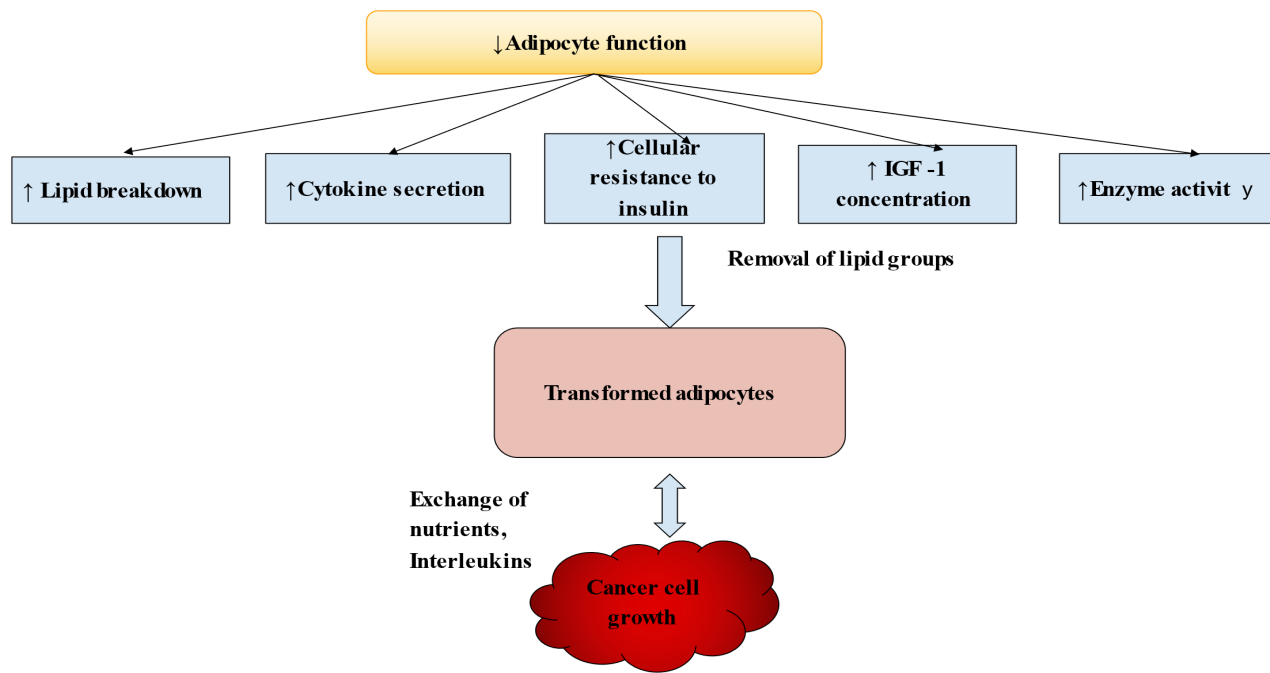 ↓Adipocyte function
↑ Lipid breakdown
↑Cytokine secretion
↑Cellular
resistance to
insulin
↑ IGF -1
concentration
↑Enzyme activit y
Removal of lipid groups
Transformed adipocytes
Exchange of
nutrients,
Interleukins
Cancer cell
growth